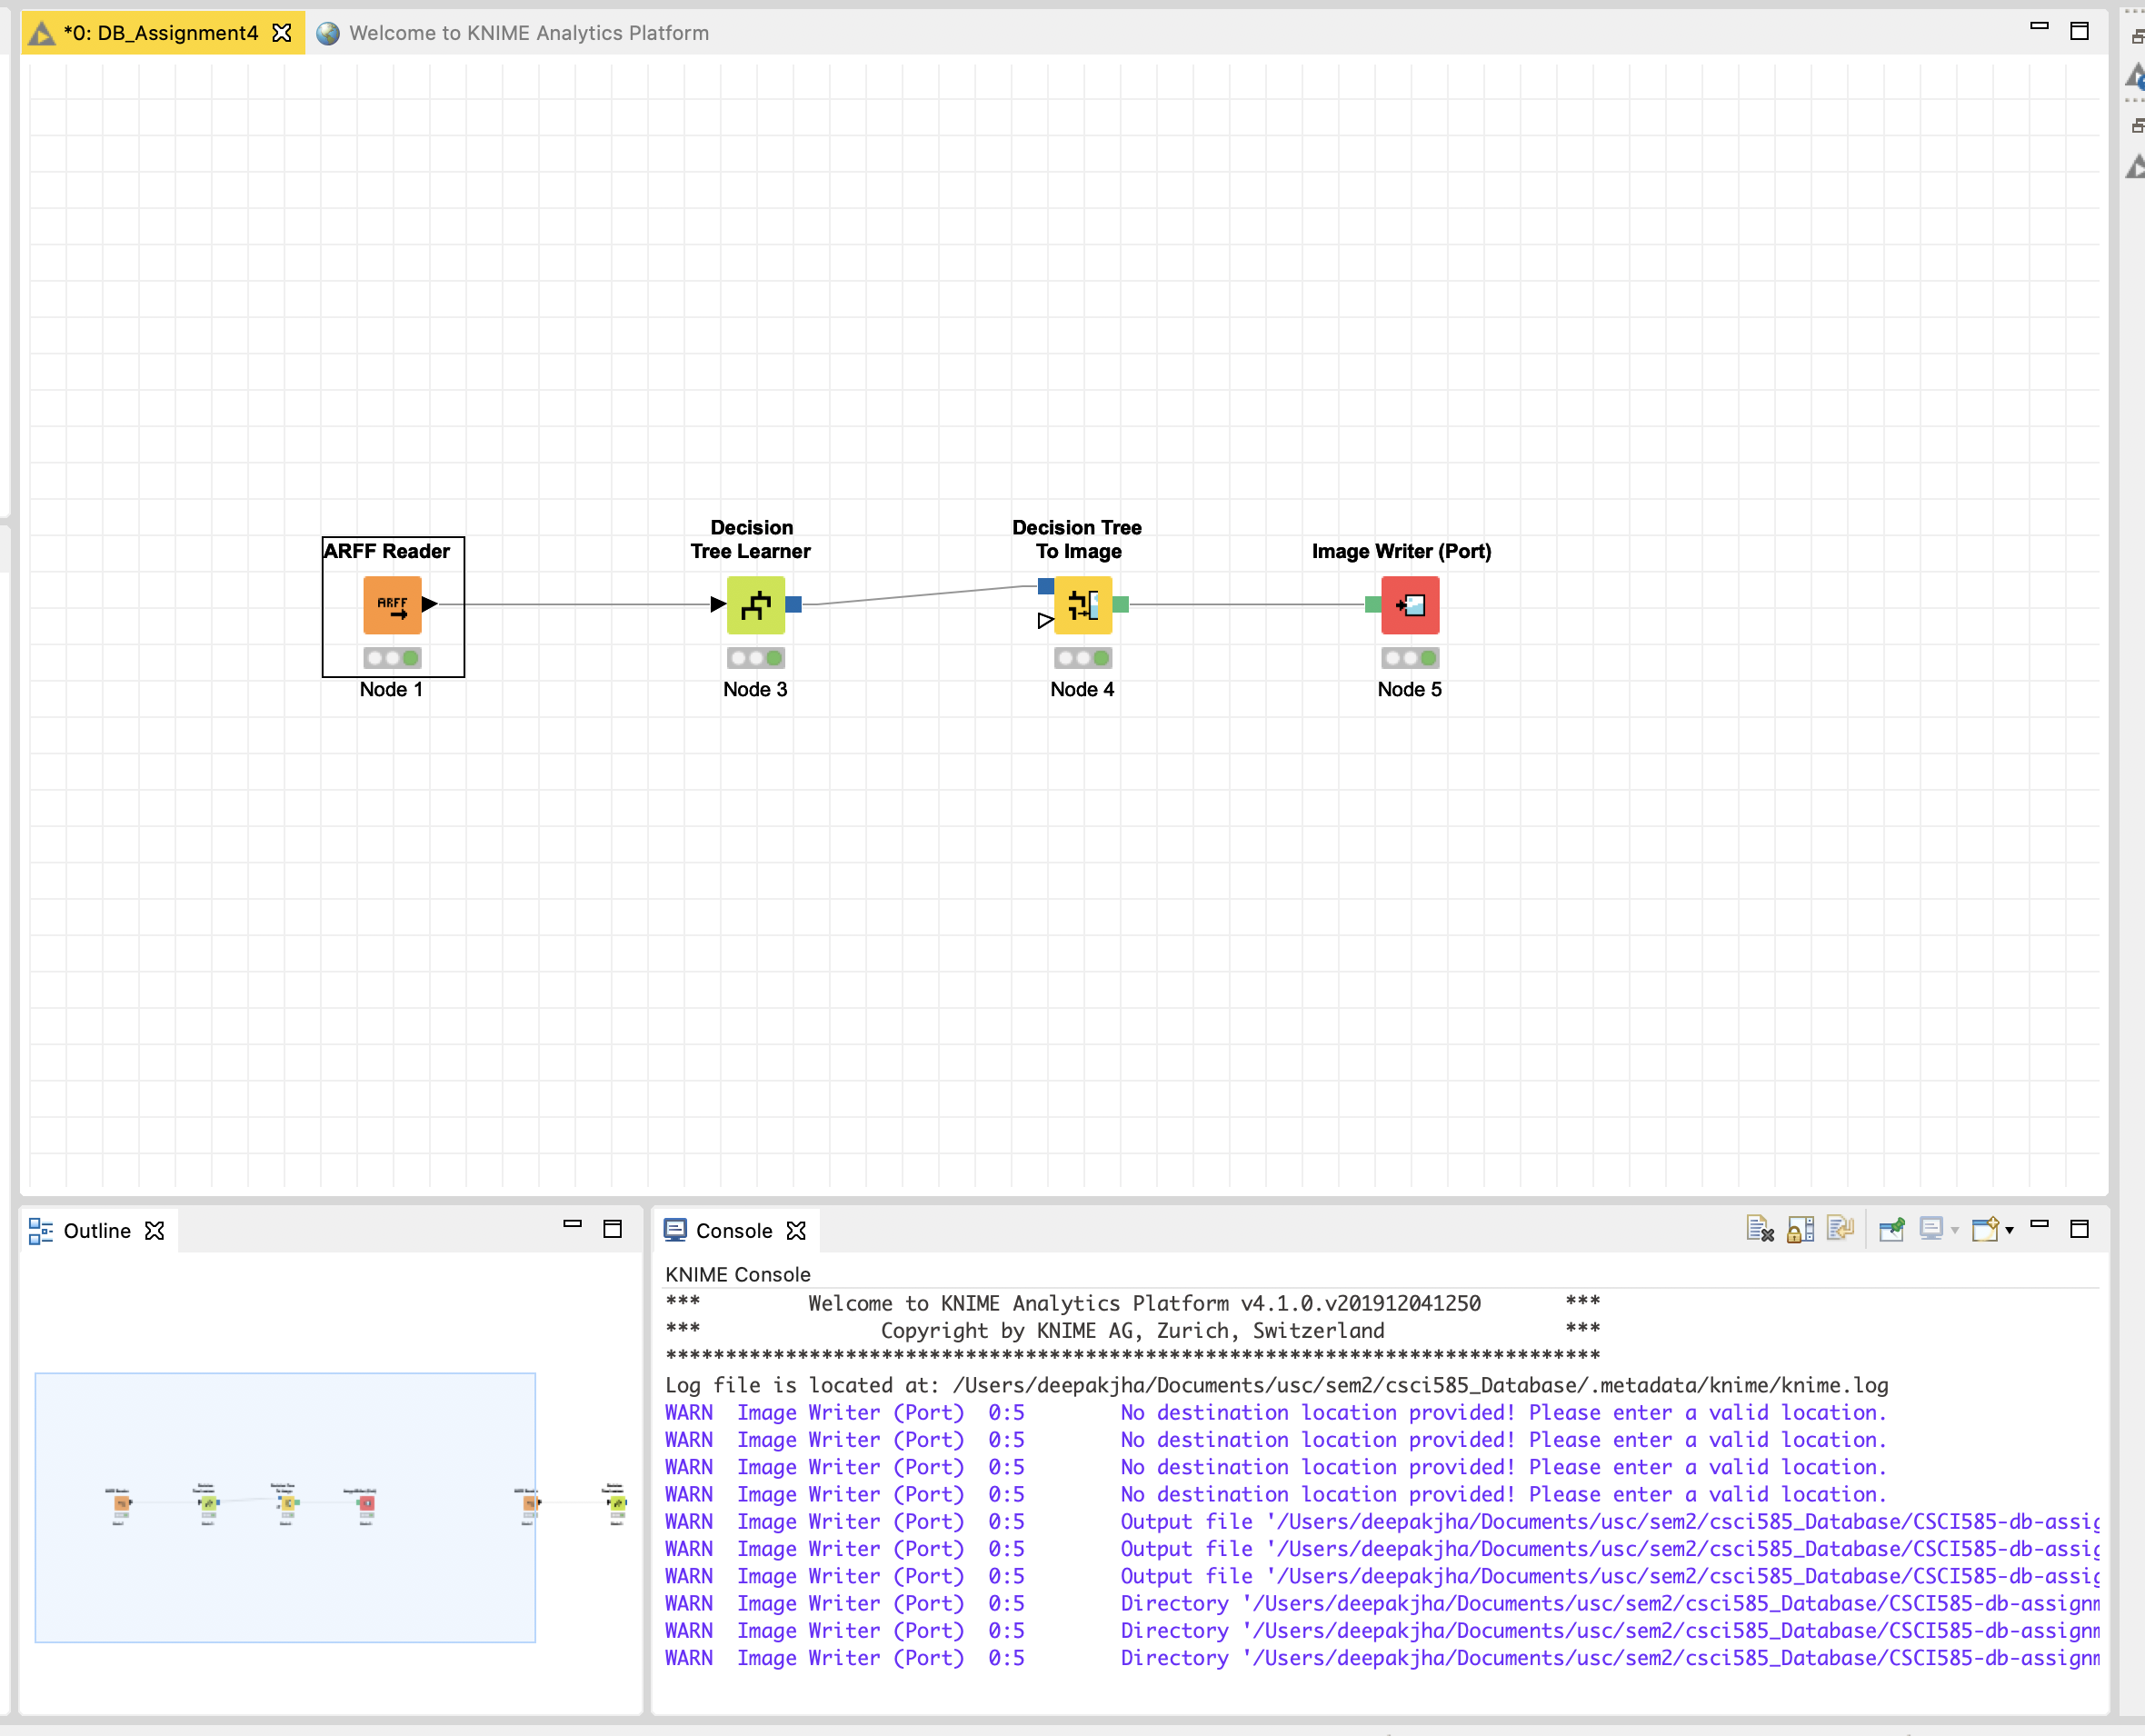 *0: DB_Assignment4
Welcome to KNIME Analytics Platform
ARFF Reader
Decision
Tree Learner
Decision Tree
To Image
Image Writer (Port)
ARFF
Node 1
Node 3
Node 4
Node 5
Outline
Console
KNIME Console
*** Welcome to KNIME Analytics Platform v4.1.0.v201912041250 ***
*** Copyright by KNIME AG, Zurich, Switzerland ***
******************************************************************************
Log file is located at: /Users/deepakjha/Documents/usc/sem2/csci585_Database/.metadata/knime/knime.log
WARN Image Writer (Port) 0:5 No destination location provided! Please enter a valid location.
WARN Image Writer (Port) 0:5 No destination location provided! Please enter a valid location.
WARN Image Writer (Port) 0:5 No destination location provided! Please enter a valid location.
WARN Image Writer (Port) 0:5 No destination location provided! Please enter a valid location.
WARN Image Writer (Port) 0:5 Output file '/Users/deepakjha/Documents/usc/sem2/csci585_Database/CSCI585-db-assig
WARN Image Writer (Port) 0:5 Output file '/Users/deepakjha/Documents/usc/sem2/csci585_Database/CSCI585-db-assig
WARN Image Writer (Port) 0:5 Output file '/Users/deepakjha/Documents/usc/sem2/csci585_Database/CSCI585-db-assig
WARN Image Writer (Port) 0:5 Directory '/Users/deepakjha/Documents/usc/sem2/csci585_Database/CSCI585-db-assignm
WARN Image Writer (Port) 0:5 Directory '/Users/deepakjha/Documents/usc/sem2/csci585_Database/CSCI585-db-assignm
WARN Image Writer (Port) 0:5 Directory '/Users/deepakjha/Documents/usc/sem2/csci585_Database/CSCI585-db-assignm